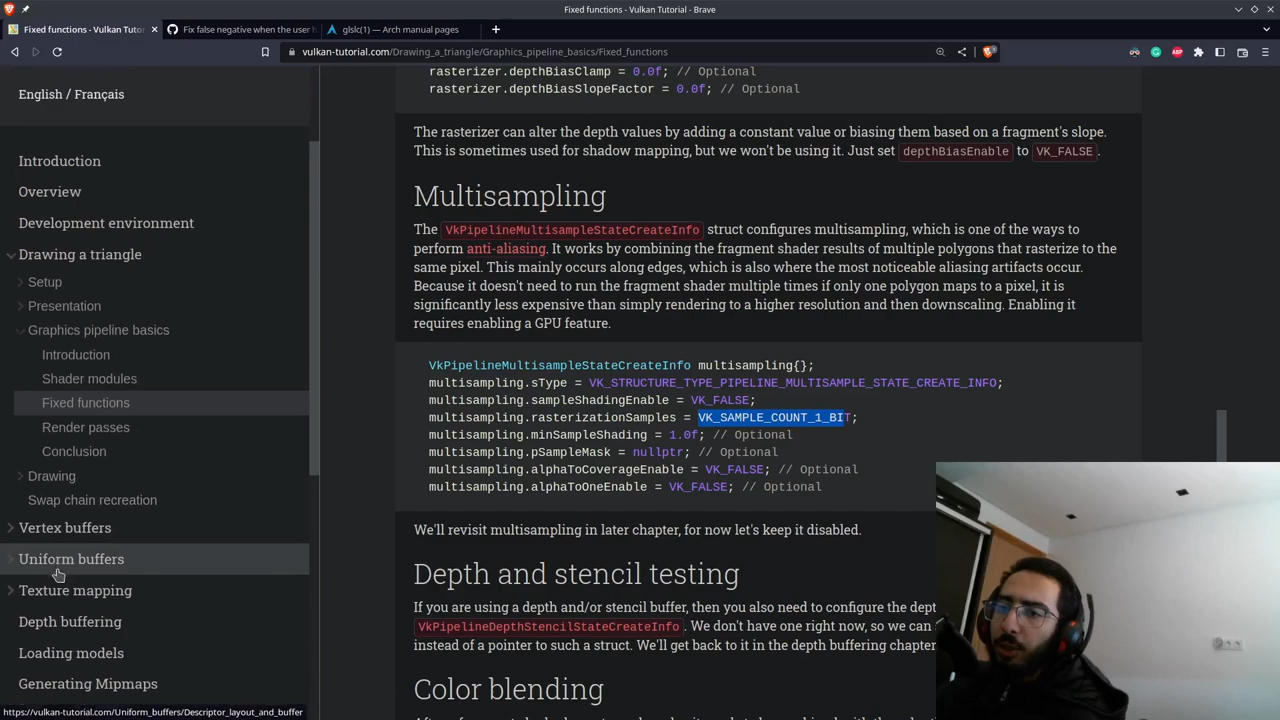 Fixed functions - Vulkan Tutorial - Brave
Fixed functions - Vulkan Tutorial
Fix false negative when the user h
glslc(1) — Arch manual pages
vulkan-tutorial.com/Drawing_a_triangle/Graphics_pipeline_basics/Fixed_functions
English / Français
Introduction
Overview
Development environment
Drawing a triangle
Setup
Presentation
Graphics pipeline basics
Introduction
Shader modules
Fixed functions
Render passes
Conclusion
Drawing
Swap chain recreation
Vertex buffers
Uniform buffers
Texture mapping
Depth buffering
Loading models
Generating Mipmaps
https://vulkan-tutorial.com/Uniform_buffers/Descriptor_layout_and_buffer
rasterizer.depthBiasClamp = 0.0f; // Optional
rasterizer.depthBiasSlopeFactor = 0.0f; // Optional
The rasterizer can alter the depth values by adding a constant value or biasing them based on a fragment's slope.
This is sometimes used for shadow mapping, but we won't be using it. Just set depthBiasEnable to VK_FALSE.
Multisampling
The VkPipelineMultisampleStateCreateInfo struct configures multisampling, which is one of the ways to
perform anti-aliasing. It works by combining the fragment shader results of multiple polygons that rasterize to the
same pixel. This mainly occurs along edges, which is also where the most noticeable aliasing artifacts occur.
Because it doesn't need to run the fragment shader multiple times if only one polygon maps to a pixel, it is
significantly less expensive than simply rendering to a higher resolution and then downscaling. Enabling it
requires enabling a GPU feature.
VkPipelineMultisampleStateCreateInfo multisampling{};
multisampling.sType = VK_STRUCTURE_TYPE_PIPELINE_MULTISAMPLE_STATE_CREATE_INFO;
multisampling.sampleShadingEnable = VK_FALSE;
multisampling.rasterizationSamples = VK_SAMPLE_COUNT_1_BIT;
multisampling.minSampleShading = 1.0f; // Optional
multisampling.pSampleMask = nullptr; // Optional
multisampling.alphaToCoverageEnable = VK_FALSE; // Optional
multisampling.alphaToOneEnable = VK_FALSE; // Optional
We'll revisit multisampling in later chapter, for now let's keep it disabled.
Depth and stencil testing
If you are using a depth and/or stencil buffer, then you also need to configure the dept
VkPipelineDepthStencilStateCreateInfo. We don't have one right now, so we can
instead of a pointer to such a struct. We'll get back to it in the depth buffering chapter
Color blending